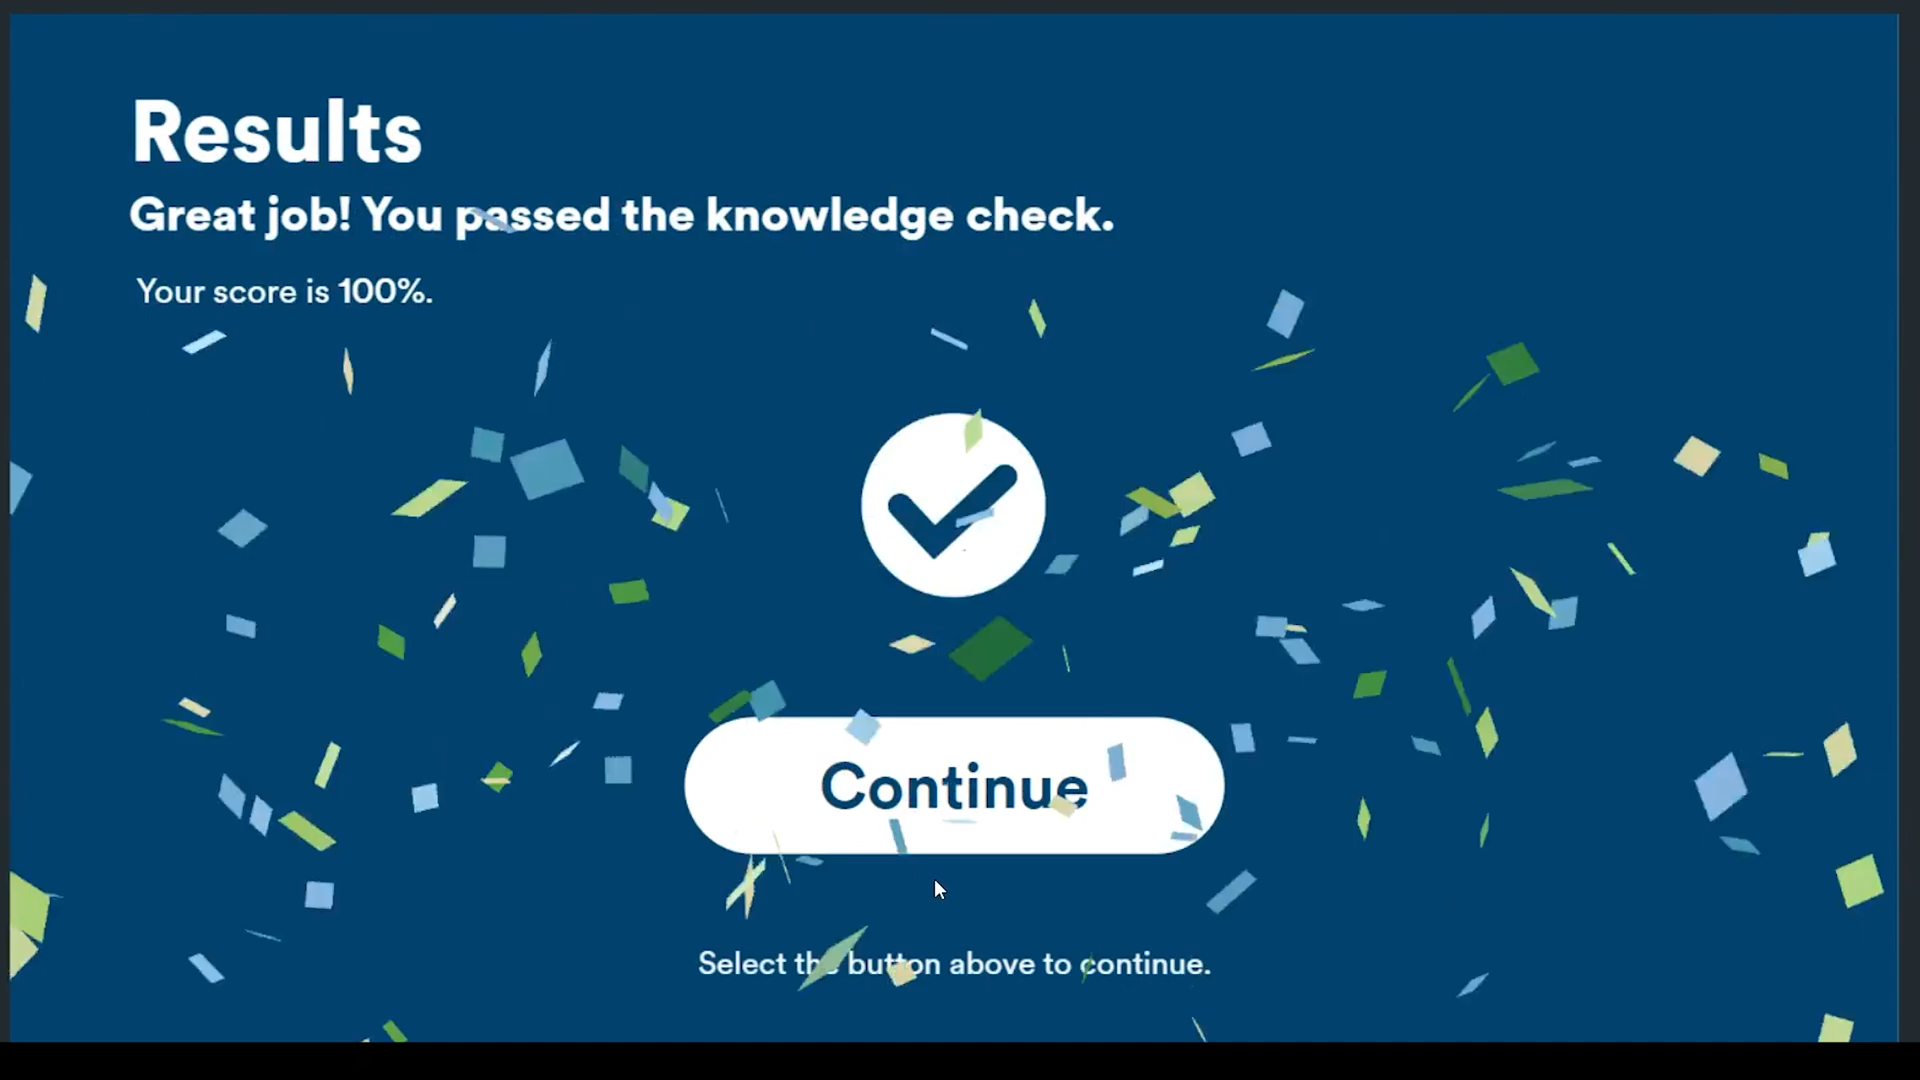 Results
Great job! You passed the knowledge check.
Your score is 100%.
Continue
Select the button above to continue.